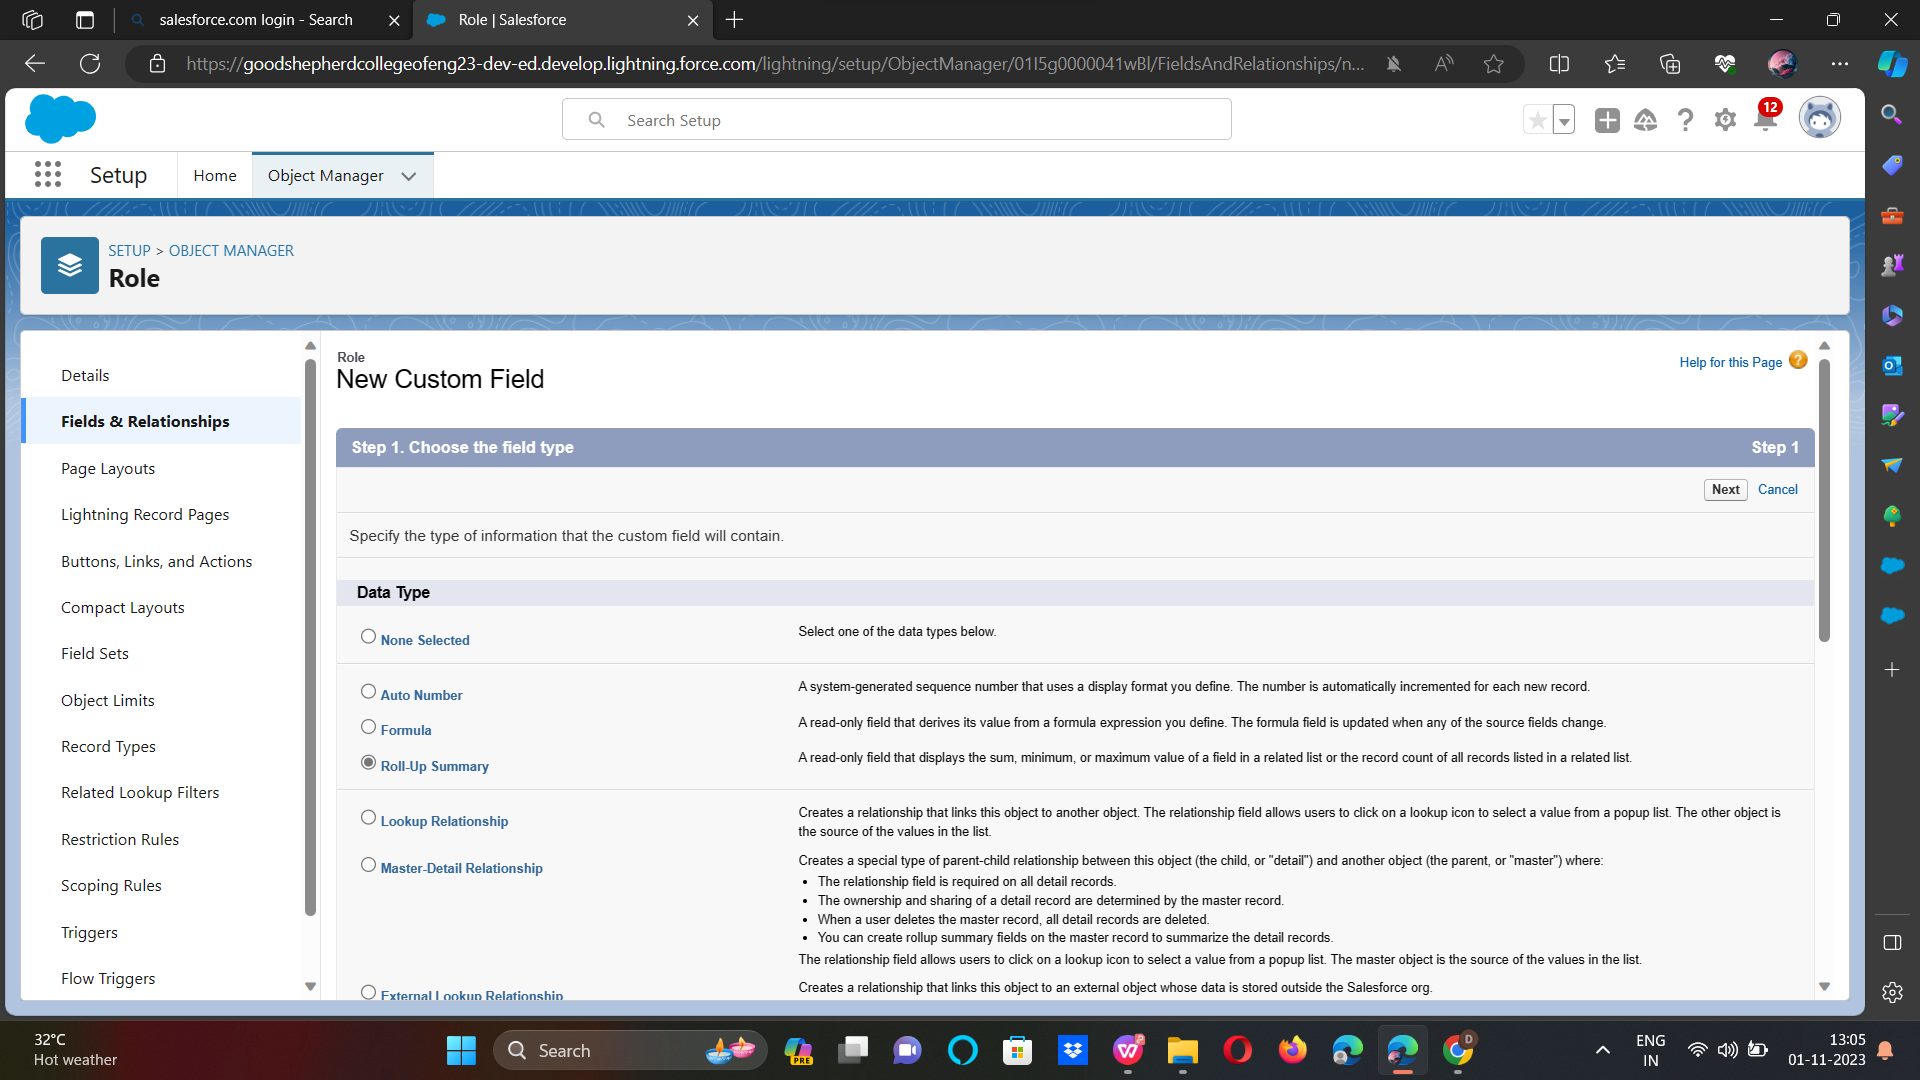 salesforce.com login - Search
Role | Salesforce
https://goodshepherdcollegeofeng23-dev-ed.develop.lightning.force.com/lightning/setup/ObjectManager/01I5g0000041wBl/FieldsAndRelationships/n...
Search Setup
12
Setup
Home
Object Manager
SETUP > OBJECT MANAGER
Role
Details
Fields & Relationships
Page Layouts
Lightning Record Pages
Buttons, Links, and Actions
Compact Layouts
Field Sets
Object Limits
Record Types
Related Lookup Filters
Restriction Rules
Scoping Rules
Triggers
Flow Triggers
Role
New Custom Field
Help for this Page
Step 1. Choose the field type
Step 1
Next
Cancel
Specify the type of information that the custom field will contain.
Data Type
None Selected
Select one of the data types below.
Auto Number
A system-generated sequence number that uses a display format you define. The number is automatically incremented for each new record.
Formula
A read-only field that derives its value from a formula expression you define. The formula field is updated when any of the source fields change.
Roll-Up Summary
A read-only field that displays the sum, minimum, or maximum value of a field in a related list or the record count of all records listed in a related list.
Lookup Relationship
Creates a relationship that links this object to another object. The relationship field allows users to click on a lookup icon to select a value from a popup list. The other object is
the source of the values in the list.
Master-Detail Relationship
Creates a special type of parent-child relationship between this object (the child, or "detail") and another object (the parent, or "master") where:
• The relationship field is required on all detail records.
• The ownership and sharing of a detail record are determined by the master record.
• When a user deletes the master record, all detail records are deleted.
• You can create rollup summary fields on the master record to summarize the detail records.
The relationship field allows users to click on a lookup icon to select a value from a popup list. The master object is the source of the values in the list.
External Lookup Relationship
Creates a relationship that links this object to an external object whose data is stored outside the Salesforce org.
32°C
Hot weather
Search
PRE
D
ENG
IN
13:05
01-11-2023